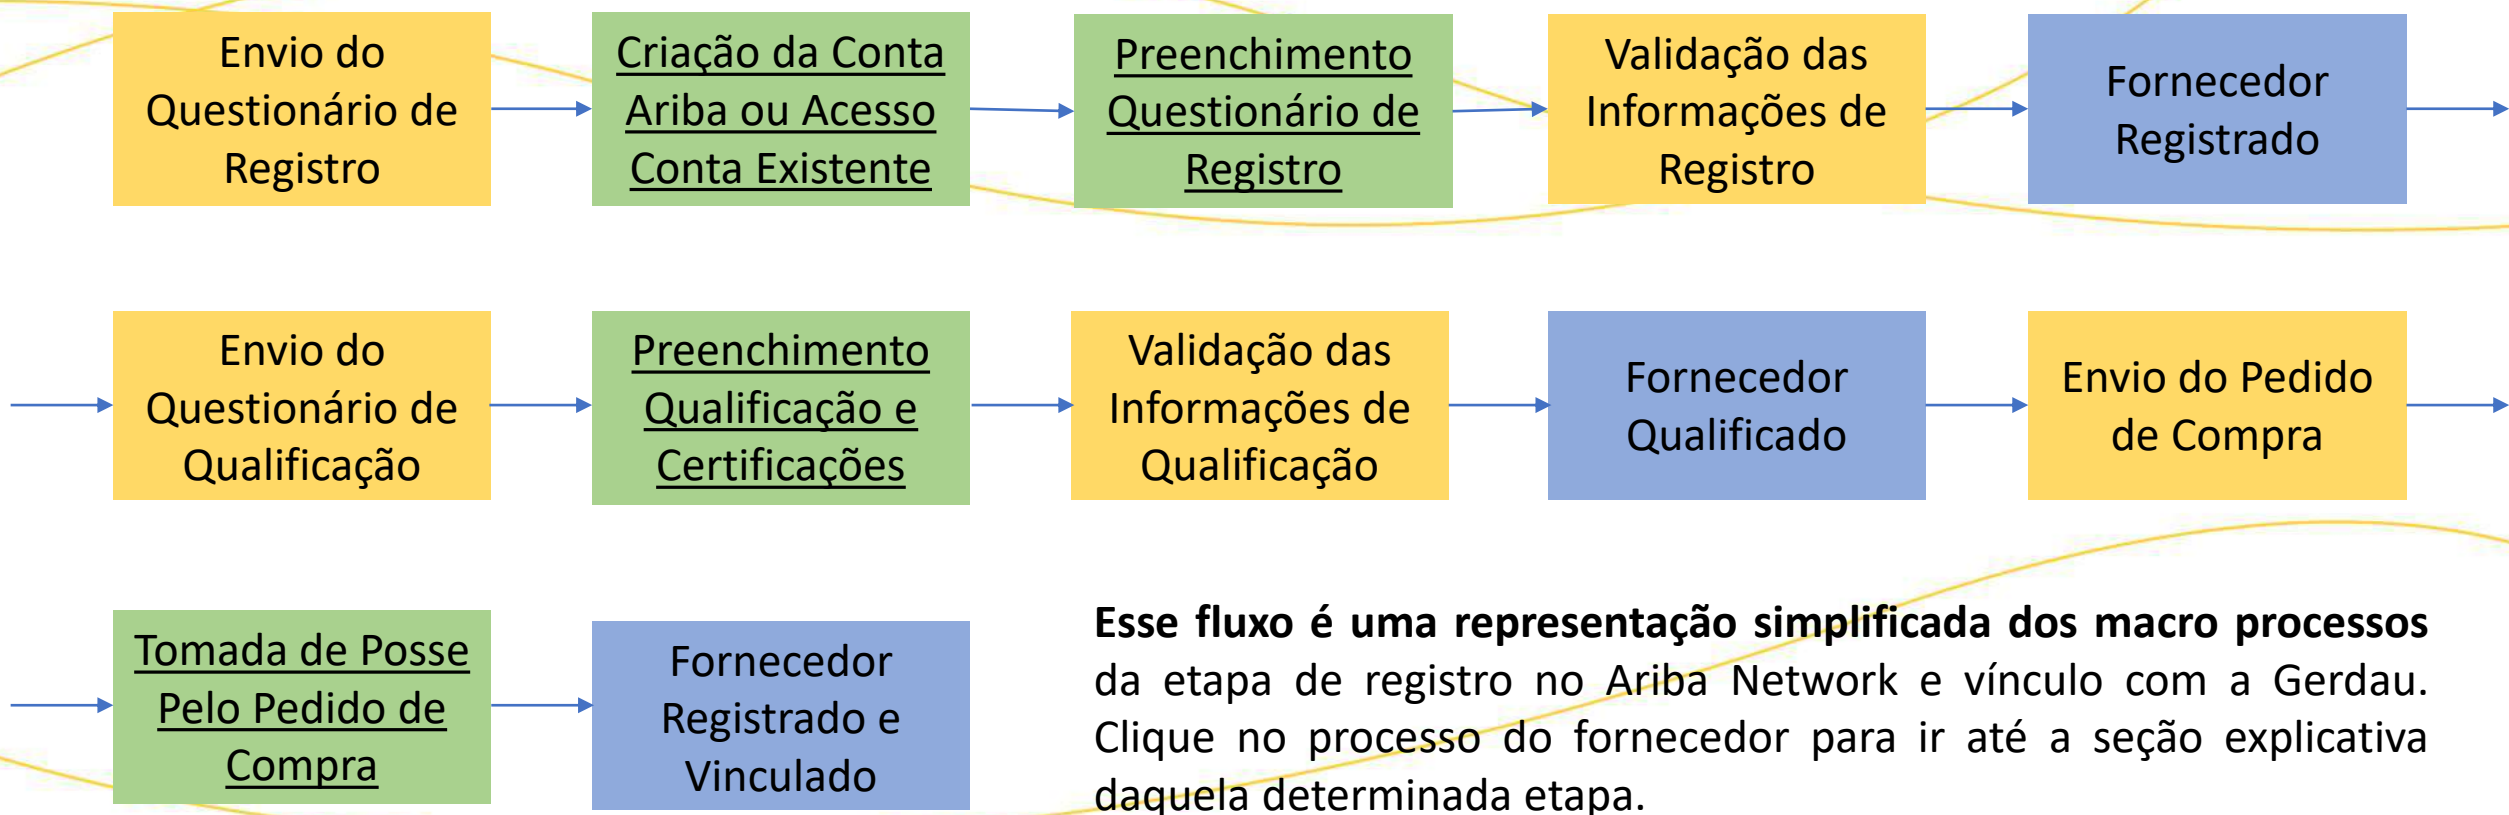 Envio do
Questionário de
Registro
Criação da Conta
Ariba ou Acesso
Conta Existente
Preenchimento
Questionário de
Registro
Validação das
Informações de
Registro
Fornecedor
Registrado
Envio do
Questionário de
Qualificação
Preenchimento
Qualificação e
Certificações
Validação das
Informações de
Qualificação
Fornecedor
Qualificado
Envio do Pedido
de Compra
Tomada de Posse
Pelo Pedido de
Compra
Fornecedor
Registrado e
Vinculado
Esse fluxo é uma representação simplificada dos macro processos
da etapa de registro no Ariba Network e vínculo com a Gerdau.
Clique no processo do fornecedor para ir até a seção explicativa
daquela determinada etapa.